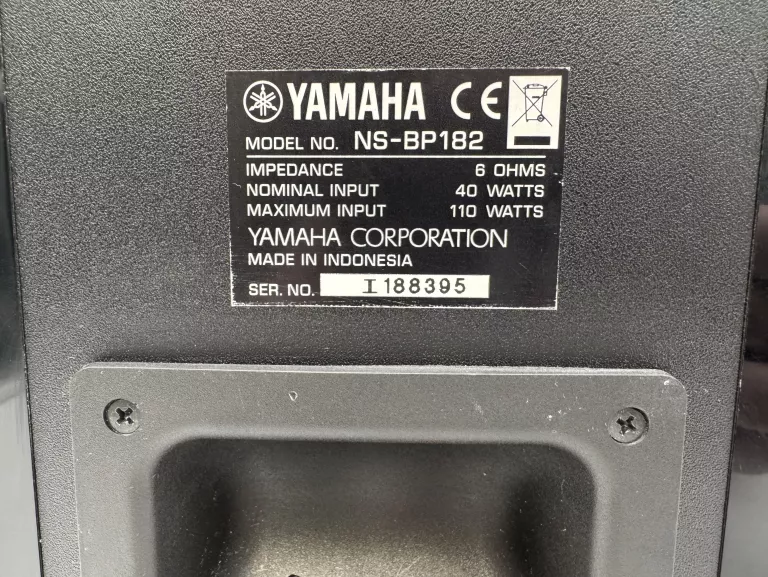 YAMAHA CE
MODEL NO. NS-BP182
IMPEDANCE 6 OHMS
NOMINAL INPUT 40 WATTS
MAXIMUM INPUT 110 WATTS
YAMAHA CORPORATION
MADE IN INDONESIA
SER. NO. I188395